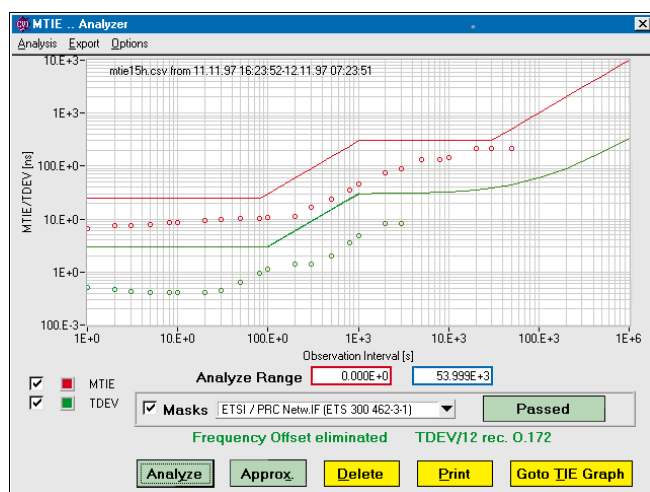 CVI MTIE .. Analyzer
Analysis Export Options
10.E+3
mtie15h.csv from 11.11.97 16:23:52-12.11.97 07:23:51
1E+3
100.E+0
10.E+0
1E+0
100.E-3
MTIE/TDEV [ns]
1E+0 10.E+0 100.E+0 1E+3 10.E+3 100.E+3 1E+6
Observation Interval [s]
Analyze Range 0.000E+0 53.999E+3
MTIE
TDEV
Masks ETSI / PRC Netw.IF (ETS 300 462-3-1) Passed
Frequency Offset eliminated TDEV/12 rec. O.172
Analyze Approx. Delete Print Goto TIE Graph